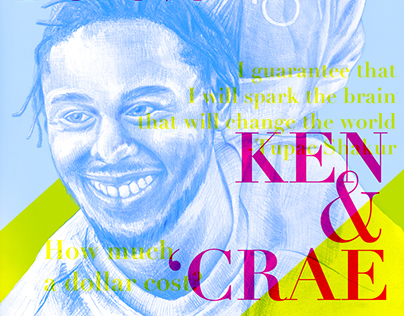 I guarantee that
I will spark the brain
that will change the world
Tupac Shakur
KEN
&
‘CRAE
How much
a dollar cost?